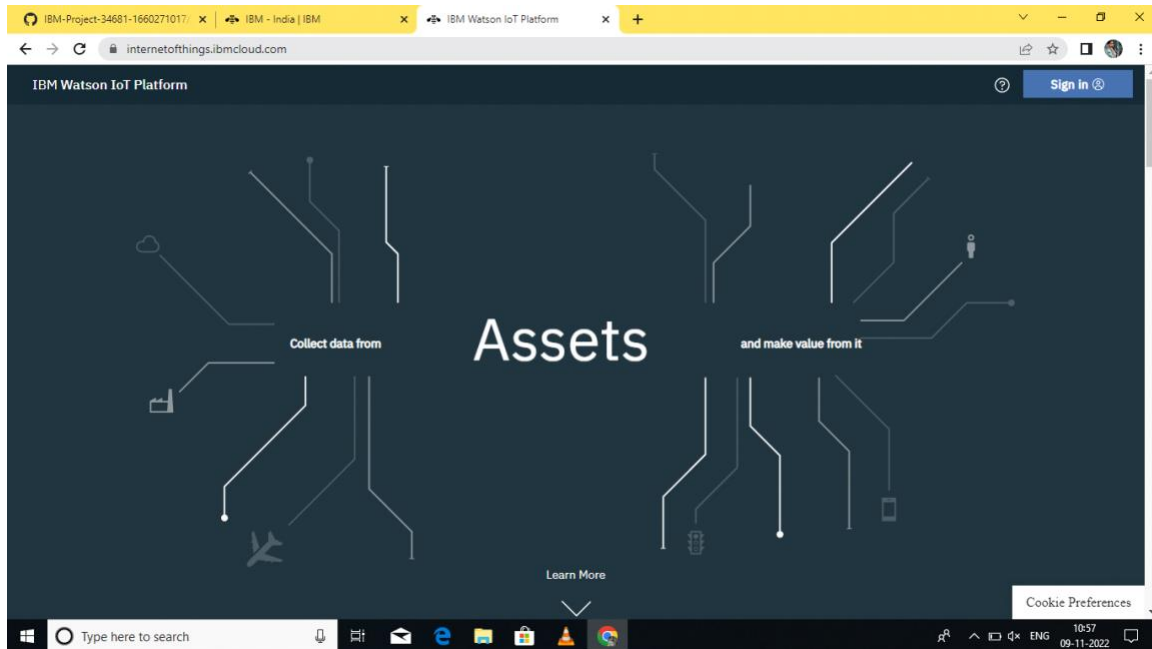 IBM-Project-34681-1660271017/
IBM - India | IBM
IBM Watson IoT Platform
internetofthings.ibmcloud.com
IBM Watson IoT Platform
Sign in
Collect data from
Assets
and make value from it
Learn More
Cookie Preferences
Type here to search
ENG
10:57
09-11-2022